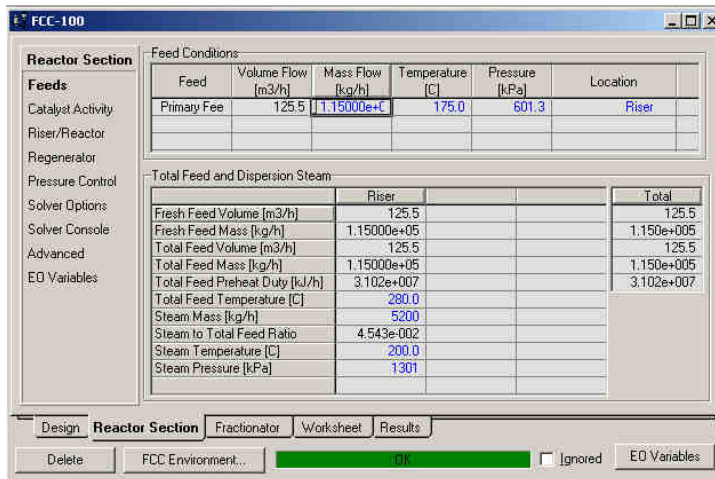 FCC-100
Reactor Section
Feeds
Catalyst Activity
Riser/Reactor
Regenerator
Pressure Control
Solver Options
Solver Console
Advanced
EO Variables
Feed Conditions
Feed Volume Flow [m3/h] Mass Flow [kg/h] Temperature [C] Pressure [kPa] Location
Primary Fee 125.5 1.15000e+0 175.0 601.3 Riser
Total Feed and Dispersion Steam
Riser Total
Fresh Feed Volume [m3/h] 125.5 125.5
Fresh Feed Mass [kg/h] 1.15000e+05 1.150e+005
Total Feed Volume [m3/h] 125.5 125.5
Total Feed Mass [kg/h] 1.15000e+05 1.150e+005
Total Feed Preheat Duty [kJ/h] 3.102e+007 3.102e+007
Total Feed Temperature [C] 280.0
Steam Mass [kg/h] 5200
Steam to Total Feed Ratio 4.543e-002
Steam Temperature [C] 200.0
Steam Pressure [kPa] 1301
Design Reactor Section Fractionator Worksheet Results
Delete FCC Environment... OK Ignored EO Variables